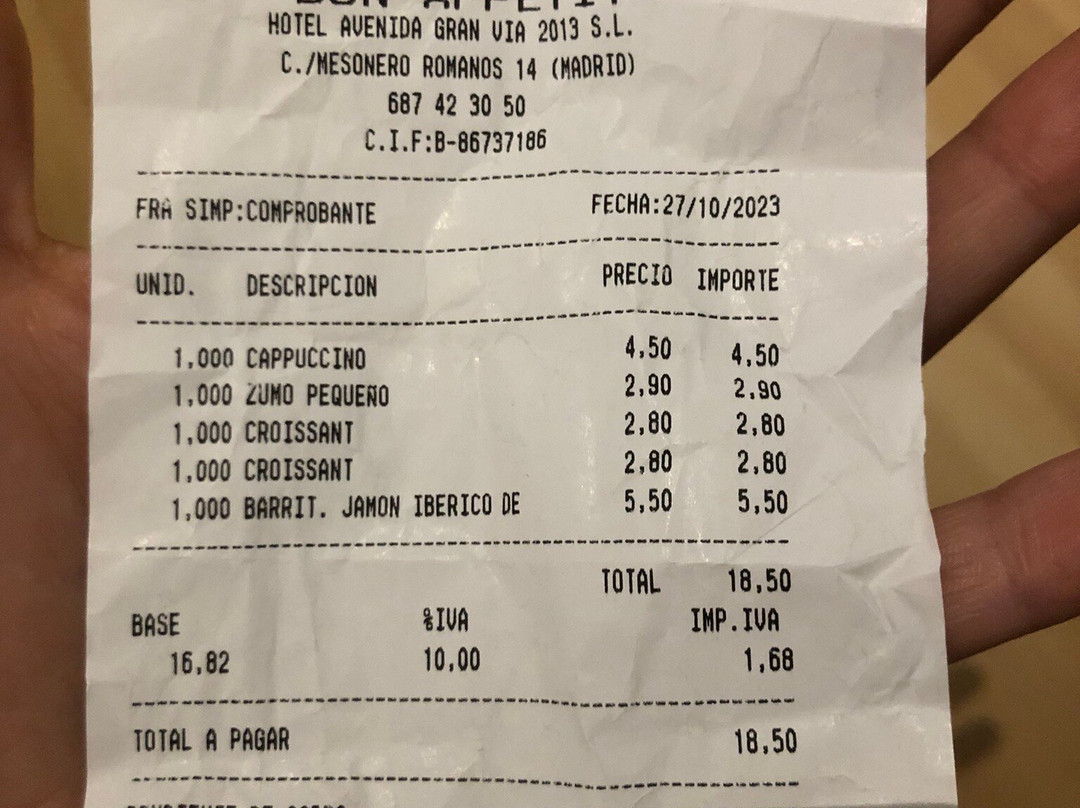 BON APPETIT
HOTEL AVENIDA GRAN VIA 2013 S.L.
C./MESONERO ROMANOS 14 (MADRID)
687 42 30 50
C.I.F:B-86737186
FRA SIMP:COMPROBANTE FECHA:27/10/2023
UNID. DESCRIPCION PRECIO IMPORTE
1,000 CAPPUCCINO 4,50 4,50
1,000 ZUMO PEQUEÑO 2,90 2,90
1,000 CROISSANT 2,80 2,80
1,000 CROISSANT 2,80 2,80
1,000 BARRIT. JAMON IBERICO DE 5,50 5,50
TOTAL 18,50
BASE %IVA IMP.IVA
16,82 10,00 1,68
TOTAL A PAGAR 18,50